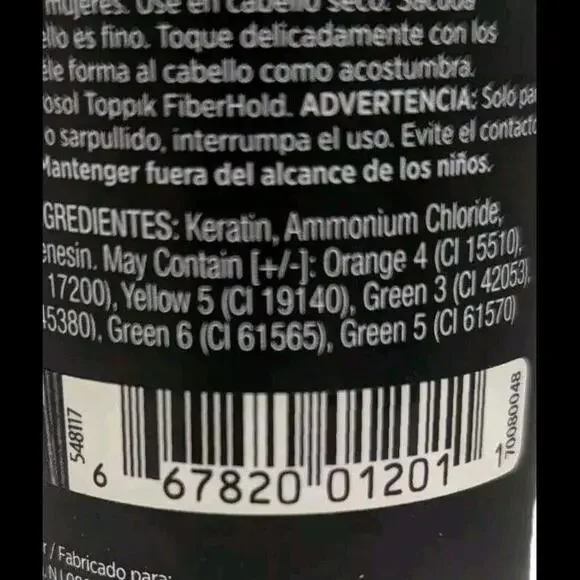 mujeres. Use en cabello seco. Sacuda
ello es fino. Toque delicadamente con los
ele forma al cabello como acostumbra.
osol Toppik FiberHold. ADVERTENCIA: Sólo pa
o sarpullido, interrumpa el uso. Evite el contacto
Mantenger fuera del alcance de los niños.
GREDIENTES: Keratin, Ammonium Chloride,
enesin. May Contain [+/-]: Orange 4 (CI 15510),
17200), Yellow 5 (CI 19140), Green 3 (CI 42053),
45380), Green 6 (CI 61565), Green 5 (CI 61570)
548117
70080048
6 67820 01201 1
r / Fabricado para: